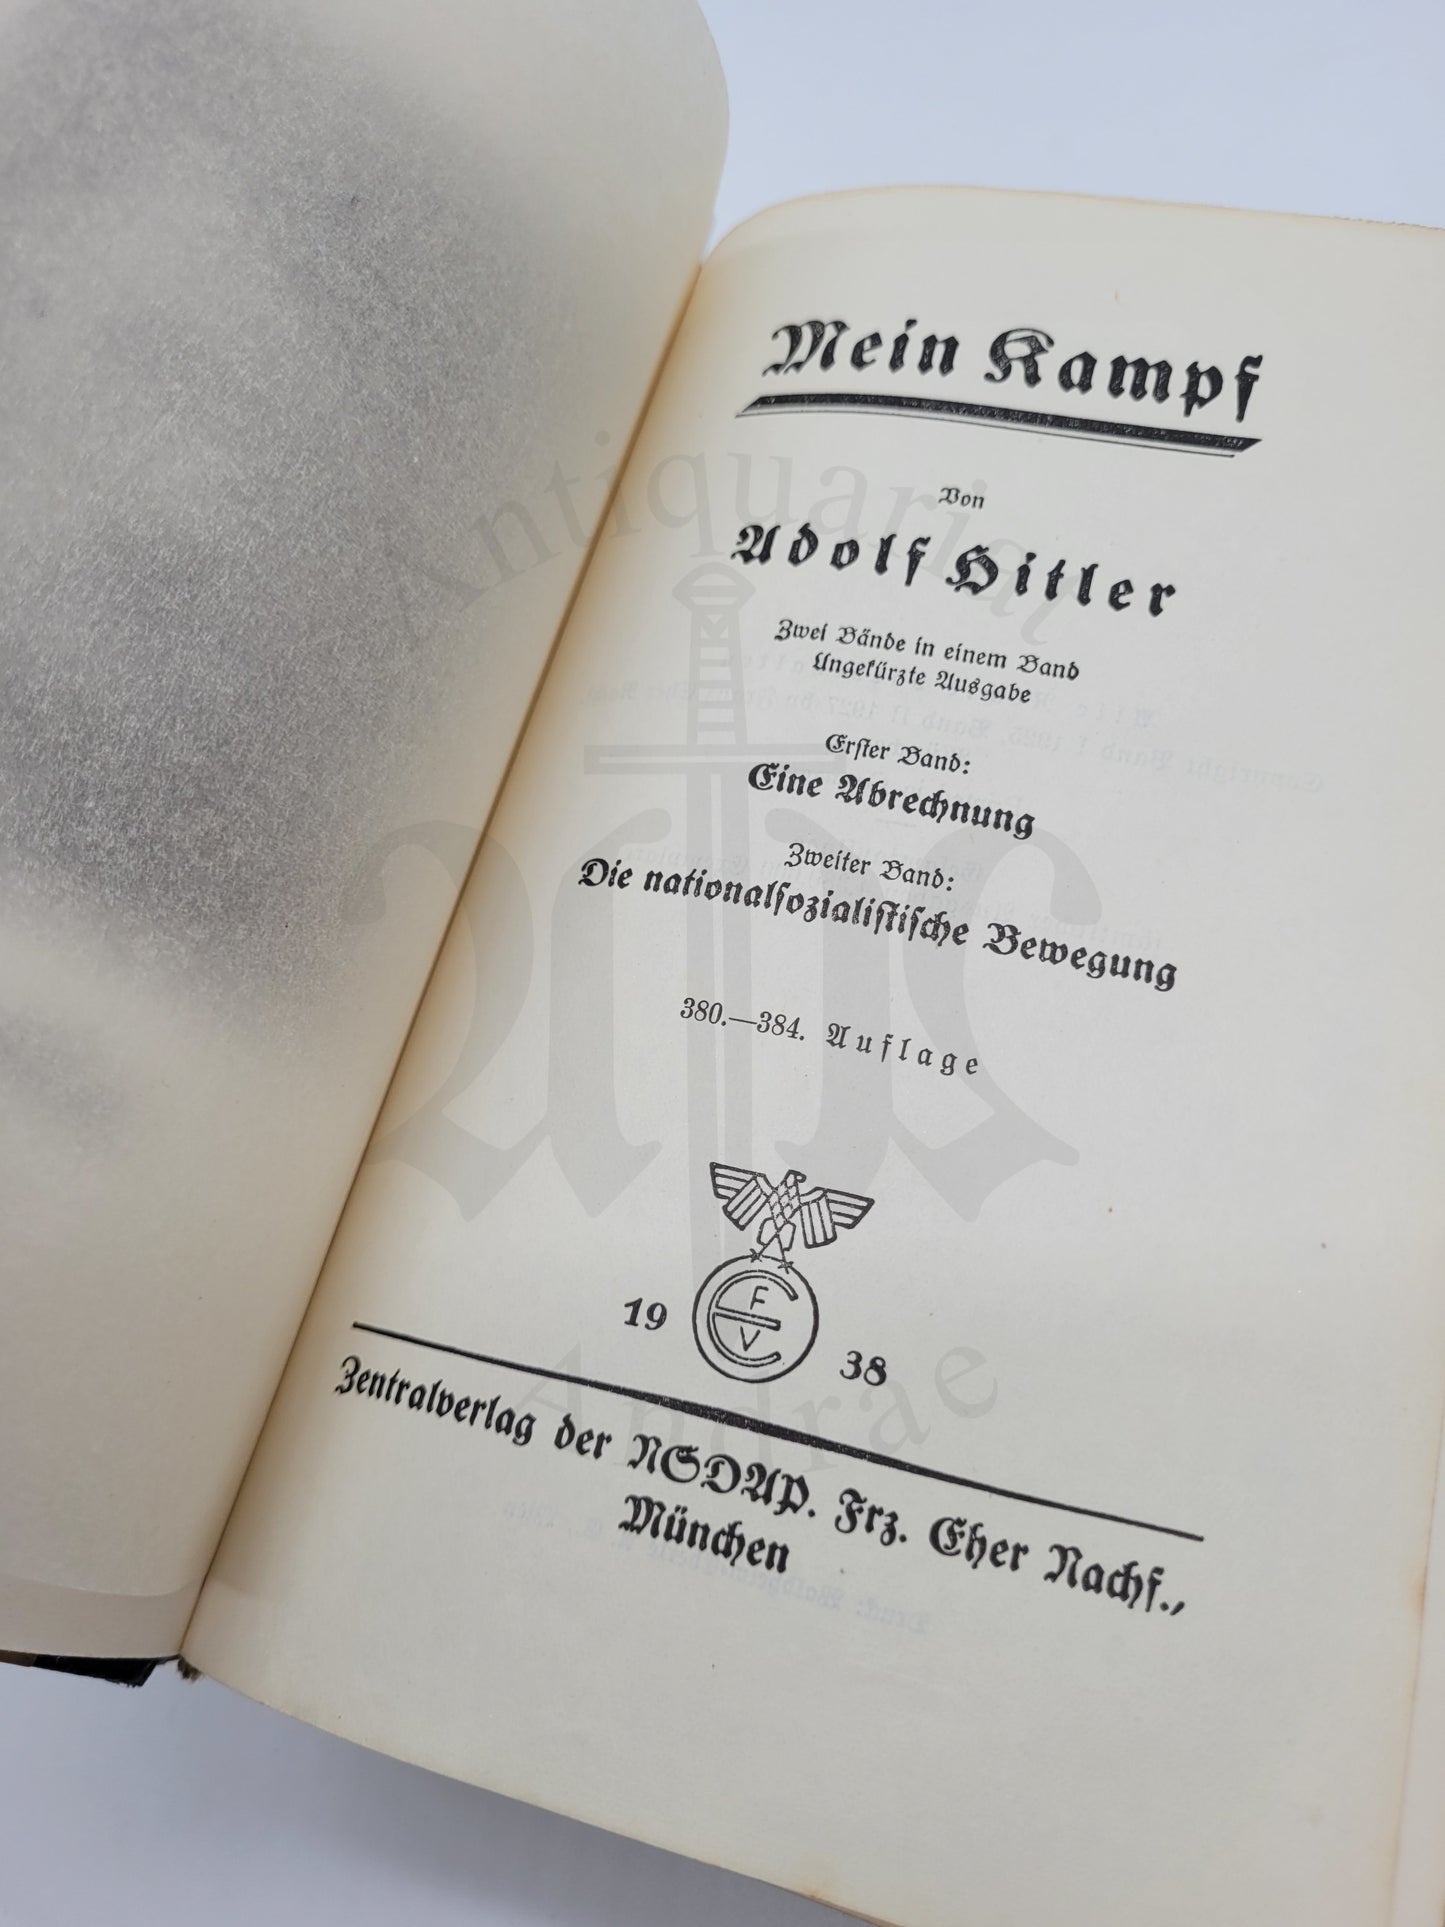 Mein Kampf
Von
Adolf Hitler
Zwei Bände in einem Band
Ungekürzte Ausgabe
Erster Band:
Eine Abrechnung
Zweiter Band:
Die nationalsozialistische Bewegung
380.—384. Auflage
F
V
19 38
Zentralverlag der NSDAP. Frz. Eher Nachf.,
München
Antiquariat
Andrae